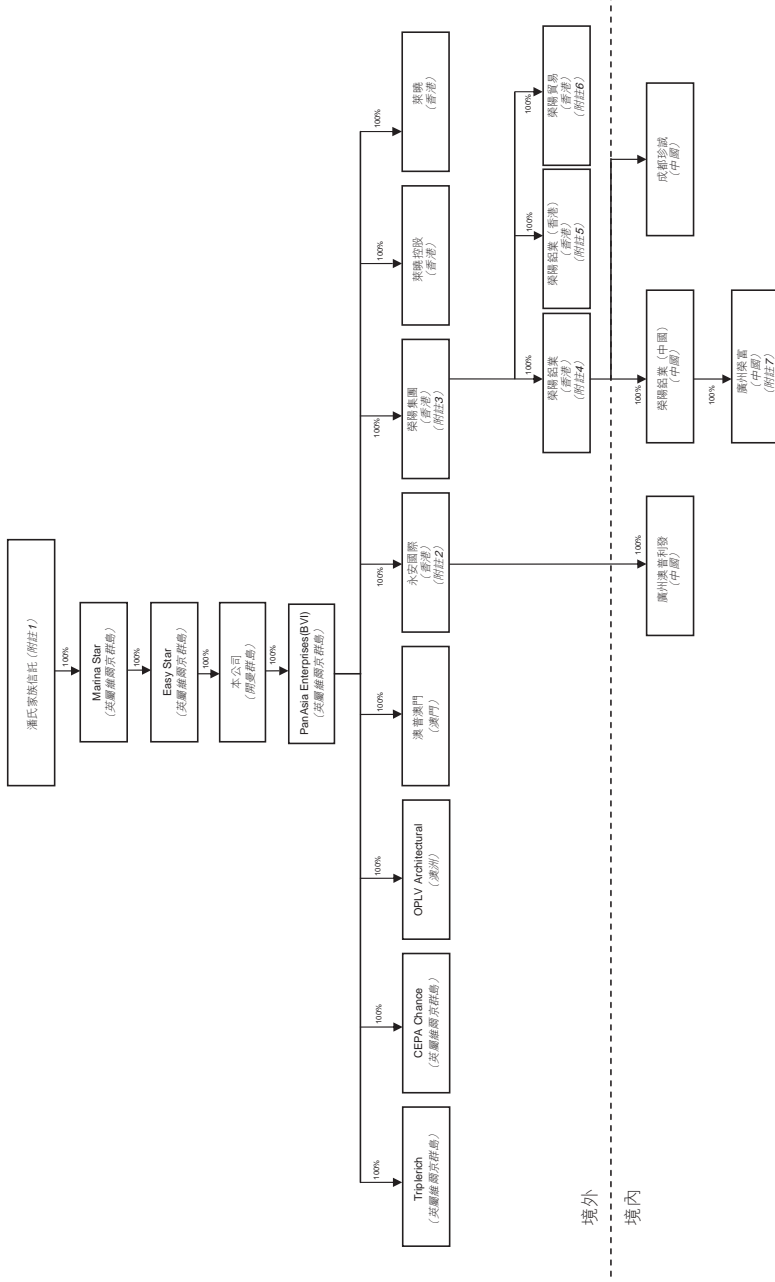 潘氏家族信託（附註1）
100%
Marina Star
（英屬維爾京群島）
100%
Easy Star
（英屬維爾京群島）
100%
本公司
（開曼群島）
100%
PanAsia Enterprises(BVI)
（英屬維爾京群島）
100%
Triplerich
（英屬維爾京群島）
100%
CEPA Chance
（英屬維爾京群島）
100%
OPLV Architectural
（澳洲）
100%
澳普澳門
（澳門）
100%
永安國際
（香港）
（附註2）
100%
榮陽集團
（香港）
（附註3）
100%
萊曉控股
（香港）
100%
萊曉
（香港）
100%
榮陽鋁業
（香港）
（附註4）
100%
榮陽鋁業（香港）
（香港）
（附註5）
100%
榮陽貿易
（香港）
（附註6）
境外
境內
100%
廣州澳普利發
（中國）
100%
榮陽鋁業（中國）
（中國）
100%
成都珍誠
（中國）
100%
廣州榮富
（中國）
（附註7）